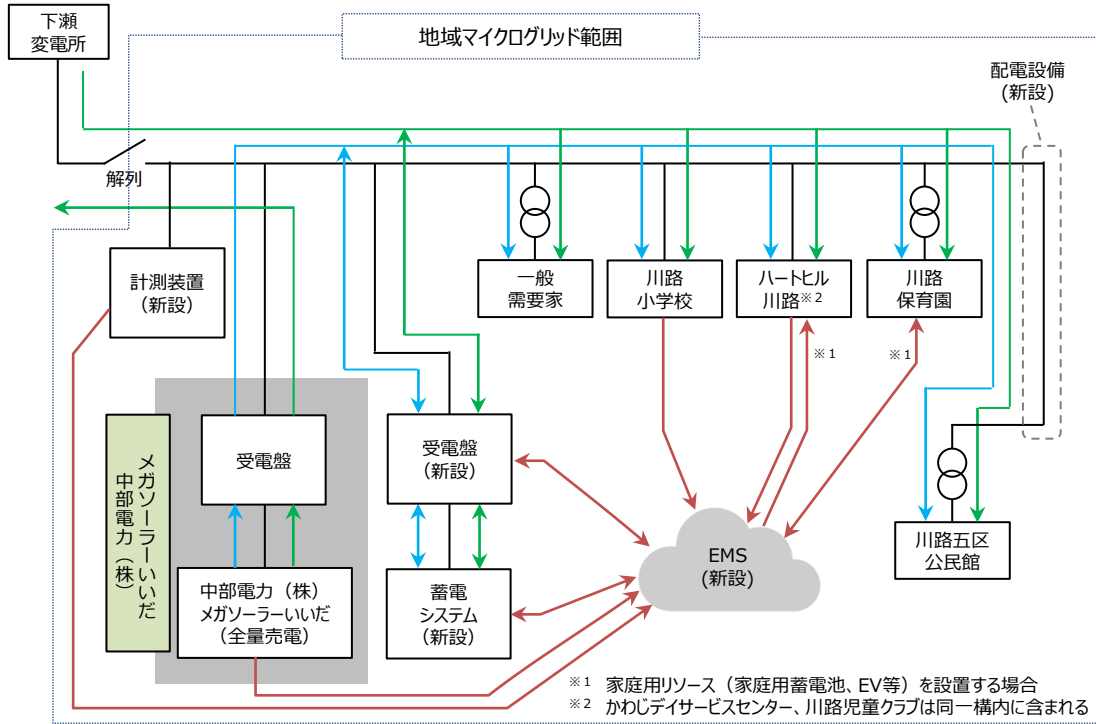 下瀬
変電所
地域マイクログリッド範囲
配電設備
(新設)
解列
計測装置
(新設)
一般
需要家
川路
小学校
ハートヒル
川路※2
川路
保育園
※1
※1
メガソーラーいいだ
中部電力（株）
受電盤
受電盤
(新設)
中部電力（株）
メガソーラーいいだ
（全量売電）
蓄電
システム
(新設)
EMS
(新設)
川路五区
公民館
※1 家庭用リソース（家庭用蓄電池、EV等）を設置する場合
※2 かわじデイサービスセンター、川路児童クラブは同一構内に含まれる